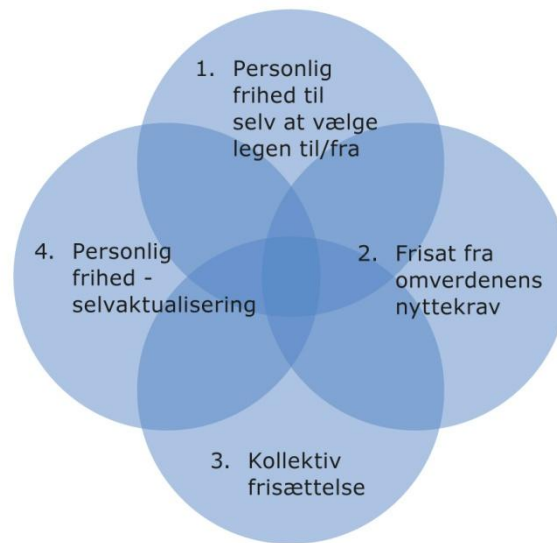 1. Personlig
frihed til
selv at vælge
legen til/fra
2. Frisat fra
omverdenens
nyttekrav
3. Kollektiv
frisættelse
4. Personlig
frihed -
selvaktualisering